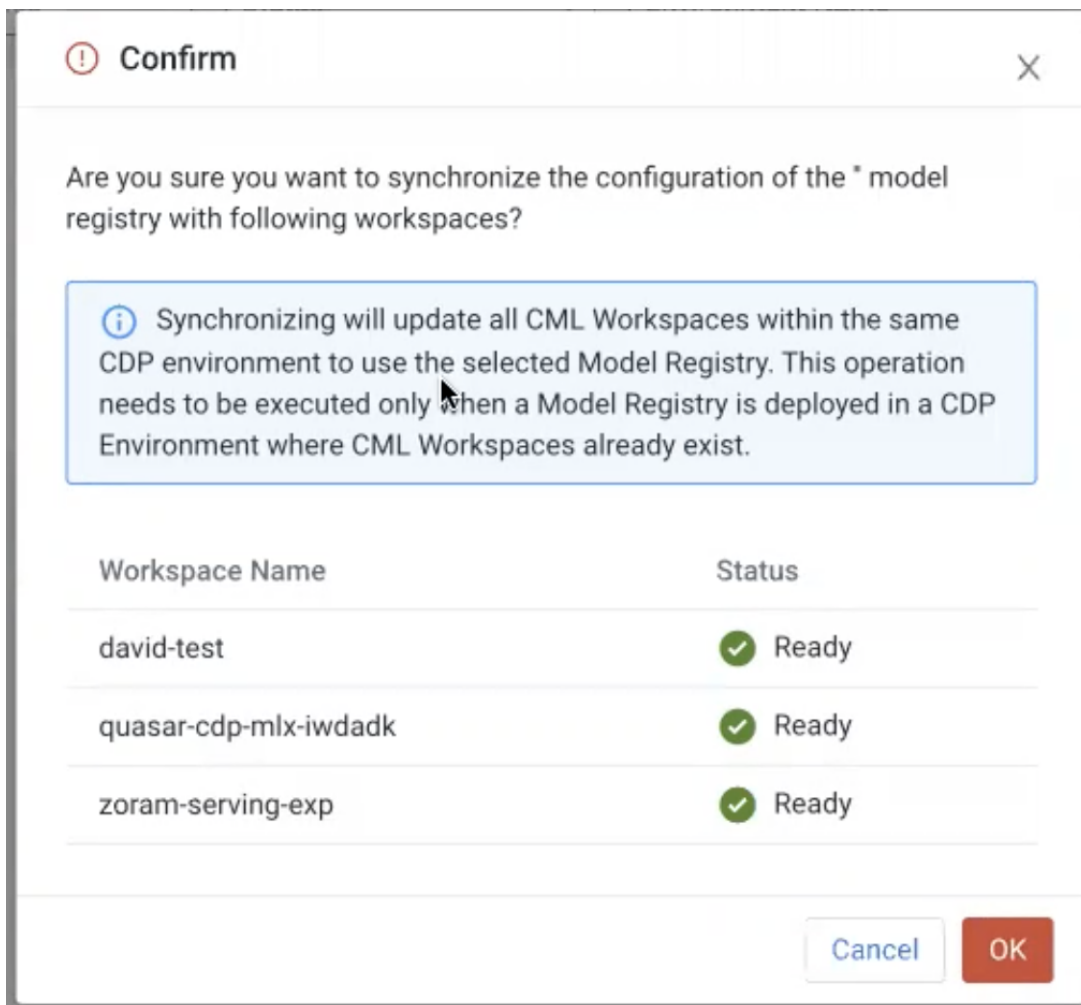 Confirm
Are you sure you want to synchronize the configuration of the " model
registry with following workspaces?
Synchronizing will update all CML Workspaces within the same
CDP environment to use the selected Model Registry. This operation
needs to be executed only when a Model Registry is deployed in a CDP
Environment where CML Workspaces already exist.
Workspace Name Status
david-test Ready
quasar-cdp-mlx-iwdadk Ready
zoram-serving-exp Ready
Cancel OK